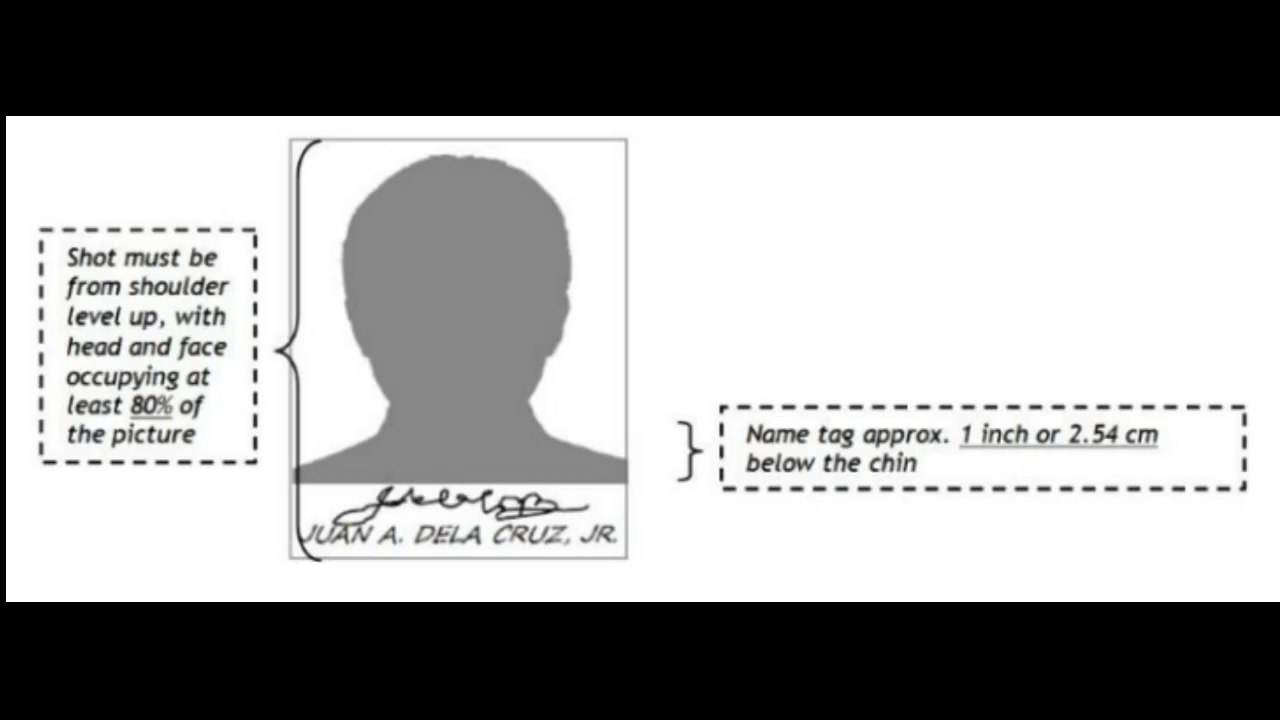 Shot must be
from shoulder
level up, with
head and face
occupying at
least 80% of
the picture
JUAN A. DELA CRUZ, JR.
Name tag approx. 1 inch or 2.54 cm
below the chin